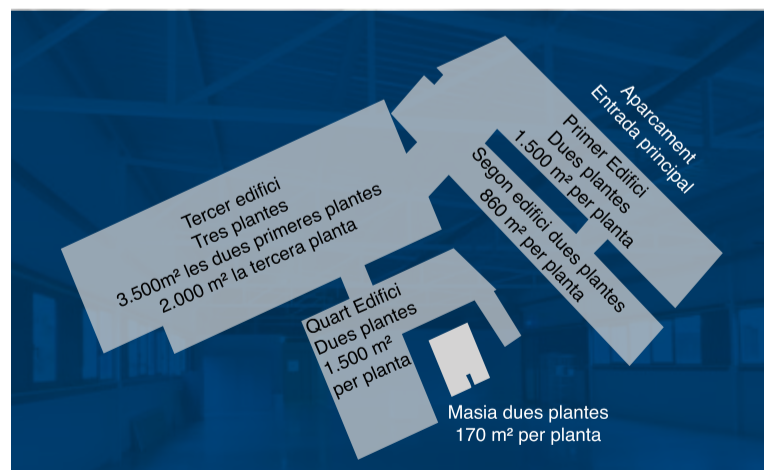 Aparcament
Entrada principal
Primer Edifici
Dues plantes
1.500 m² per planta
Segon edifici dues plantes
860 m² per planta
Tercer edifici
Tres plantes
3.500m² les dues primeres plantes
2.000 m² la tercera planta
Quart Edifici
Dues plantes
1.500 m²
per planta
Masia dues plantes
170 m² per planta